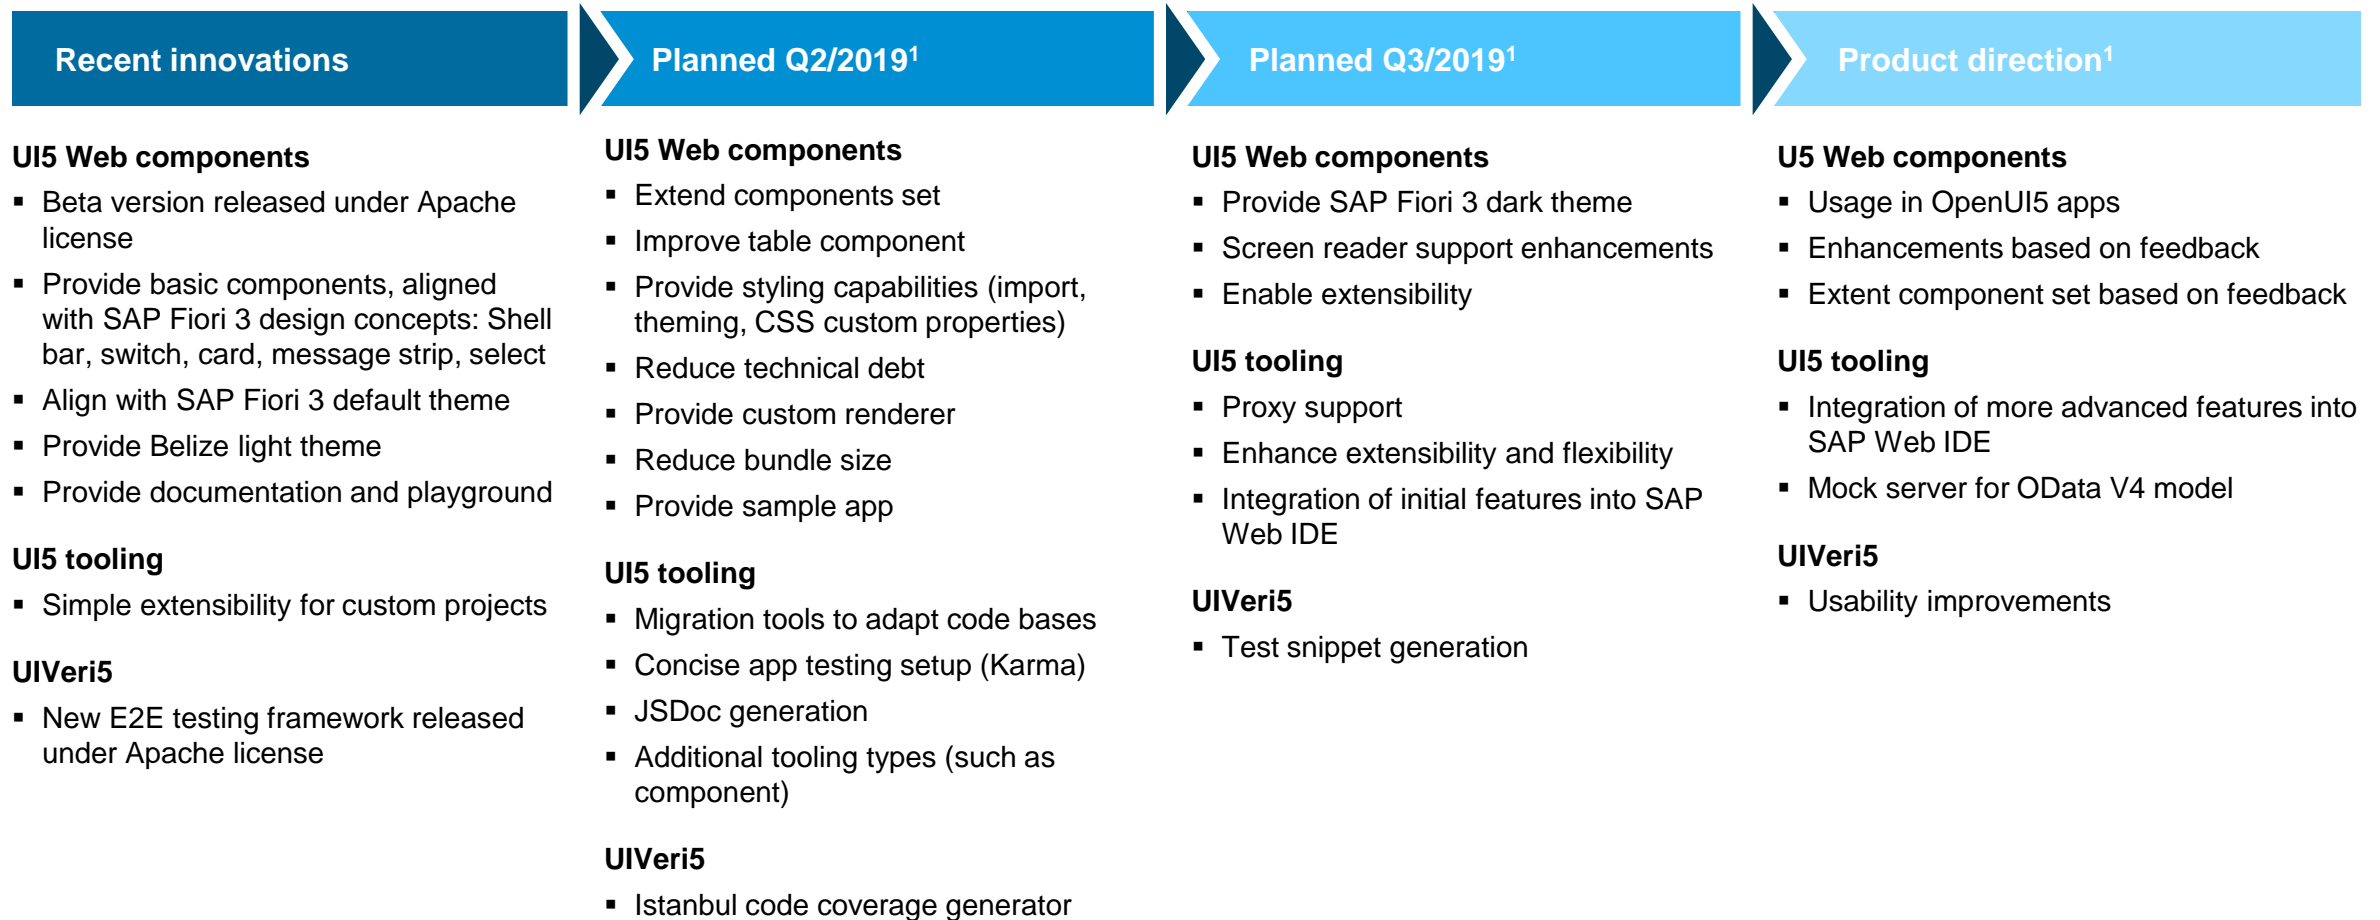 Recent innovations
UI5 Web components
▪ Beta version released under Apache
license
▪ Provide basic components, aligned
with SAP Fiori 3 design concepts: Shell
bar, switch, card, message strip, select
▪ Align with SAP Fiori 3 default theme
▪ Provide Belize light theme
▪ Provide documentation and playground
UI5 tooling
▪ Simple extensibility for custom projects
UIVeri5
▪ New E2E testing framework released
under Apache license
Planned Q2/2019¹
UI5 Web components
▪ Extend components set
▪ Improve table component
▪ Provide styling capabilities (import,
theming, CSS custom properties)
▪ Reduce technical debt
▪ Provide custom renderer
▪ Reduce bundle size
▪ Provide sample app
UI5 tooling
▪ Migration tools to adapt code bases
▪ Concise app testing setup (Karma)
▪ JSDoc generation
▪ Additional tooling types (such as
component)
UIVeri5
▪ Istanbul code coverage generator
Planned Q3/2019¹
UI5 Web components
▪ Provide SAP Fiori 3 dark theme
▪ Screen reader support enhancements
▪ Enable extensibility
UI5 tooling
▪ Proxy support
▪ Enhance extensibility and flexibility
▪ Integration of initial features into SAP
Web IDE
UIVeri5
▪ Test snippet generation
Product direction¹
U5 Web components
▪ Usage in OpenUI5 apps
▪ Enhancements based on feedback
▪ Extent component set based on feedback
UI5 tooling
▪ Integration of more advanced features into
SAP Web IDE
▪ Mock server for OData V4 model
UIVeri5
▪ Usability improvements